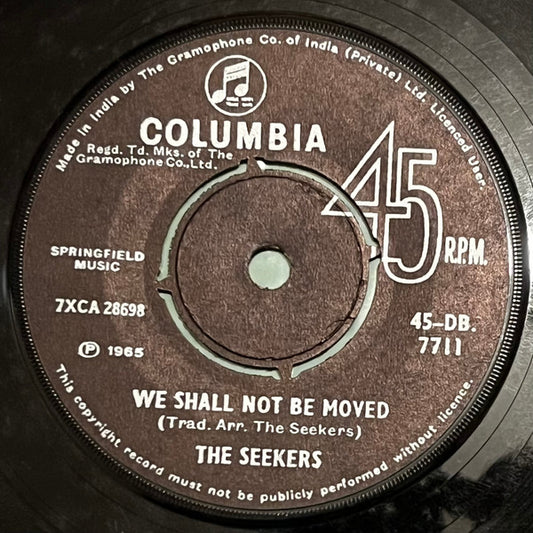 Made in India by The Gramophone Co. of India (Private) Ltd. Licenced User.
COLUMBIA
Regd. Td. Mks. of The
Gramophone Co., Ltd.
45 R.P.M.
SPRINGFIELD
MUSIC
7XCA 28698
45-DB.
7711
Ⓟ 1965
WE SHALL NOT BE MOVED
(Trad. Arr. The Seekers)
THE SEEKERS
This copyright record must not be publicly performed without licence.